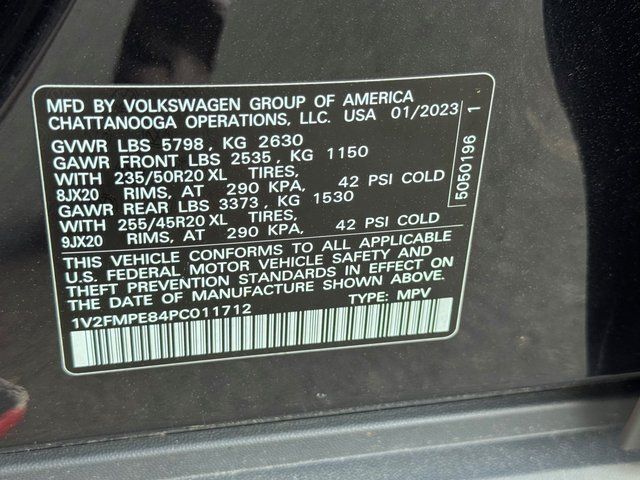 MFD BY VOLKSWAGEN GROUP OF AMERICA
CHATTANOOGA OPERATIONS, LLC. USA 01/2023
GVWR LBS 5798, KG 2630
GAWR FRONT LBS 2535, KG 1150
WITH 235/50R20 XL TIRES,
8JX20 RIMS, AT 290 KPA, 42 PSI COLD
GAWR REAR LBS 3373, KG 1530
WITH 255/45R20 XL TIRES,
9JX20 RIMS, AT 290 KPA, 42 PSI COLD
THIS VEHICLE CONFORMS TO ALL APPLICABLE
U.S. FEDERAL MOTOR VEHICLE SAFETY AND
THEFT PREVENTION STANDARDS IN EFFECT ON
THE DATE OF MANUFACTURE SHOWN ABOVE.
1V2FMPE84PC011712 TYPE: MPV
5050196 1